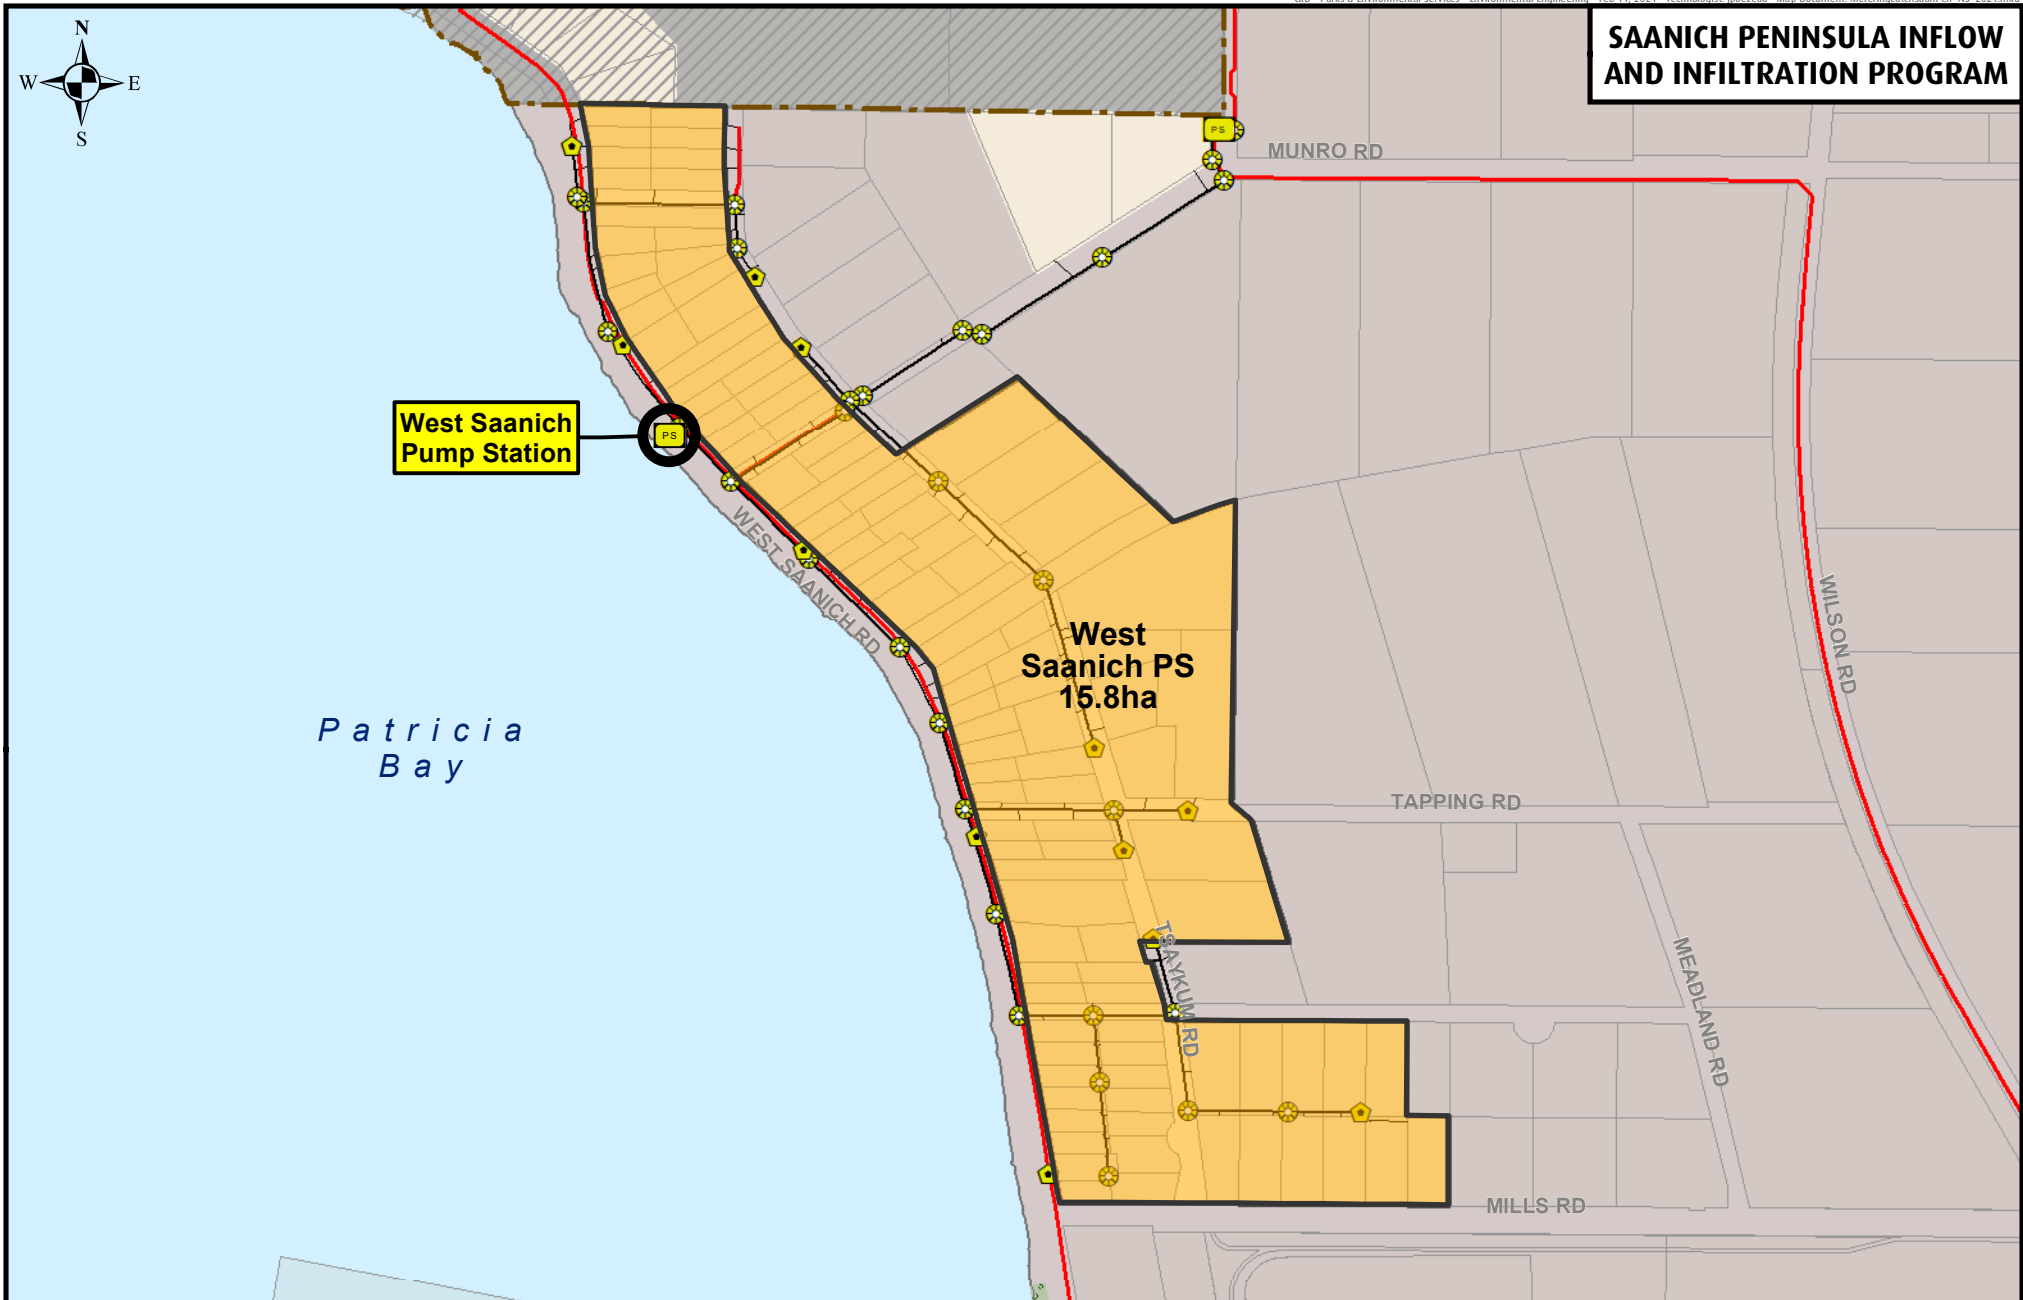 SAANICH PENINSULA INFLOW
AND INFILTRATION PROGRAM
N
W
E
S
PS
MUNRO RD
West Saanich
Pump Station
PS
WEST SAANICH RD
West
Saanich PS
15.8ha
WILSON RD
Patricia
Bay
TAPPING RD
TSAYKUM RD
MEADLAND RD
MILLS RD